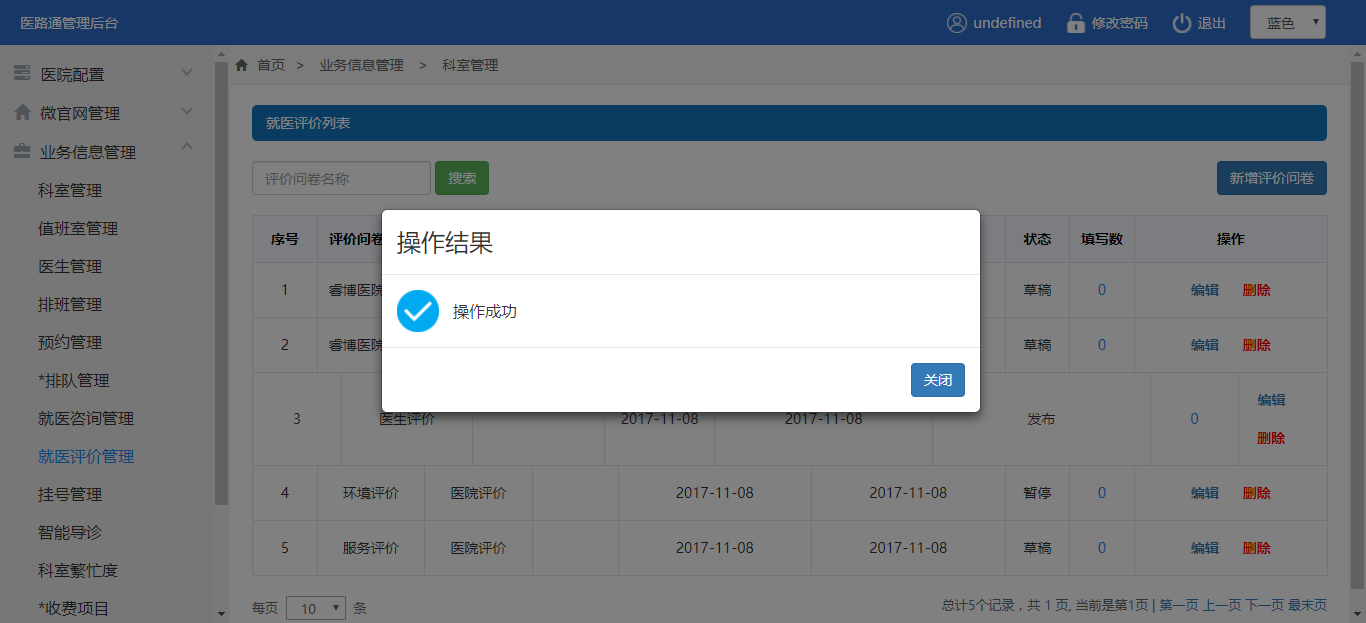 医路通管理后台
undefined 修改密码 退出 蓝色
医院配置
微官网管理
业务信息管理
科室管理
值班室管理
医生管理
排班管理
预约管理
*排队管理
就医咨询管理
就医评价管理
挂号管理
智能导诊
科室繁忙度
*收费项目
首页 > 业务信息管理 > 科室管理
就医评价列表
评价问卷名称 搜索 新增评价问卷
序号 评价问卷 状态 填写数 操作
1 睿博医院 草稿 0 编辑 删除
2 睿博医院 草稿 0 编辑 删除
操作结果
操作成功
关闭
3 医生评价 2017-11-08 2017-11-08 发布 0 编辑
删除
4 环境评价 医院评价 2017-11-08 2017-11-08 暂停 0 编辑 删除
5 服务评价 医院评价 2017-11-08 2017-11-08 草稿 0 编辑 删除
每页 10 条
总计5个记录，共 1 页, 当前是第1页 | 第一页 上一页 下一页 最末页